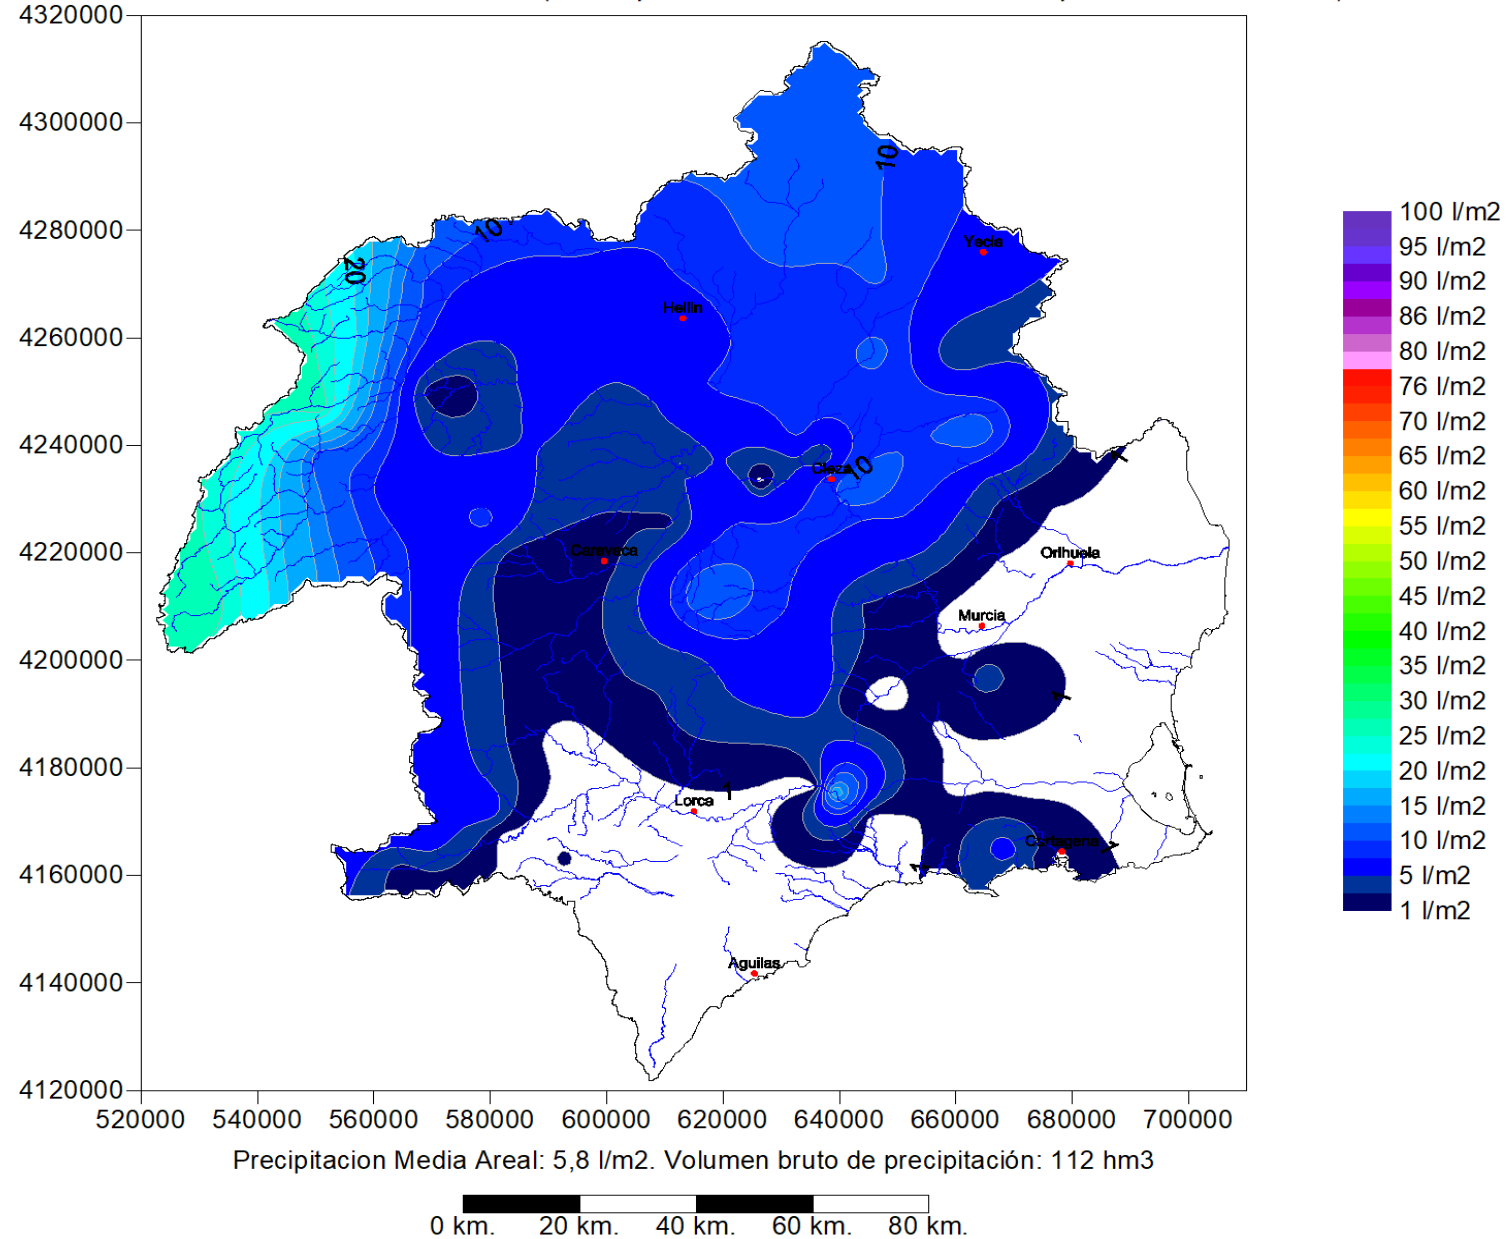 4320000
4300000
10
4280000
10
Yecla
20
4260000
Hellin
4240000
1
Cieza
10
4220000
Caravaca
Orihuela
Murcia
4200000
1
4180000
1
Lorca
Cartagena
1
4160000
1
Aguilas
4140000
4120000
520000 540000 560000 580000 600000 620000 640000 660000 680000 700000
Precipitacion Media Areal: 5,8 l/m2. Volumen bruto de precipitación: 112 hm3
0 km. 20 km. 40 km. 60 km. 80 km.
100 l/m2
95 l/m2
90 l/m2
86 l/m2
80 l/m2
76 l/m2
70 l/m2
65 l/m2
60 l/m2
55 l/m2
50 l/m2
45 l/m2
40 l/m2
35 l/m2
30 l/m2
25 l/m2
20 l/m2
15 l/m2
10 l/m2
5 l/m2
1 l/m2